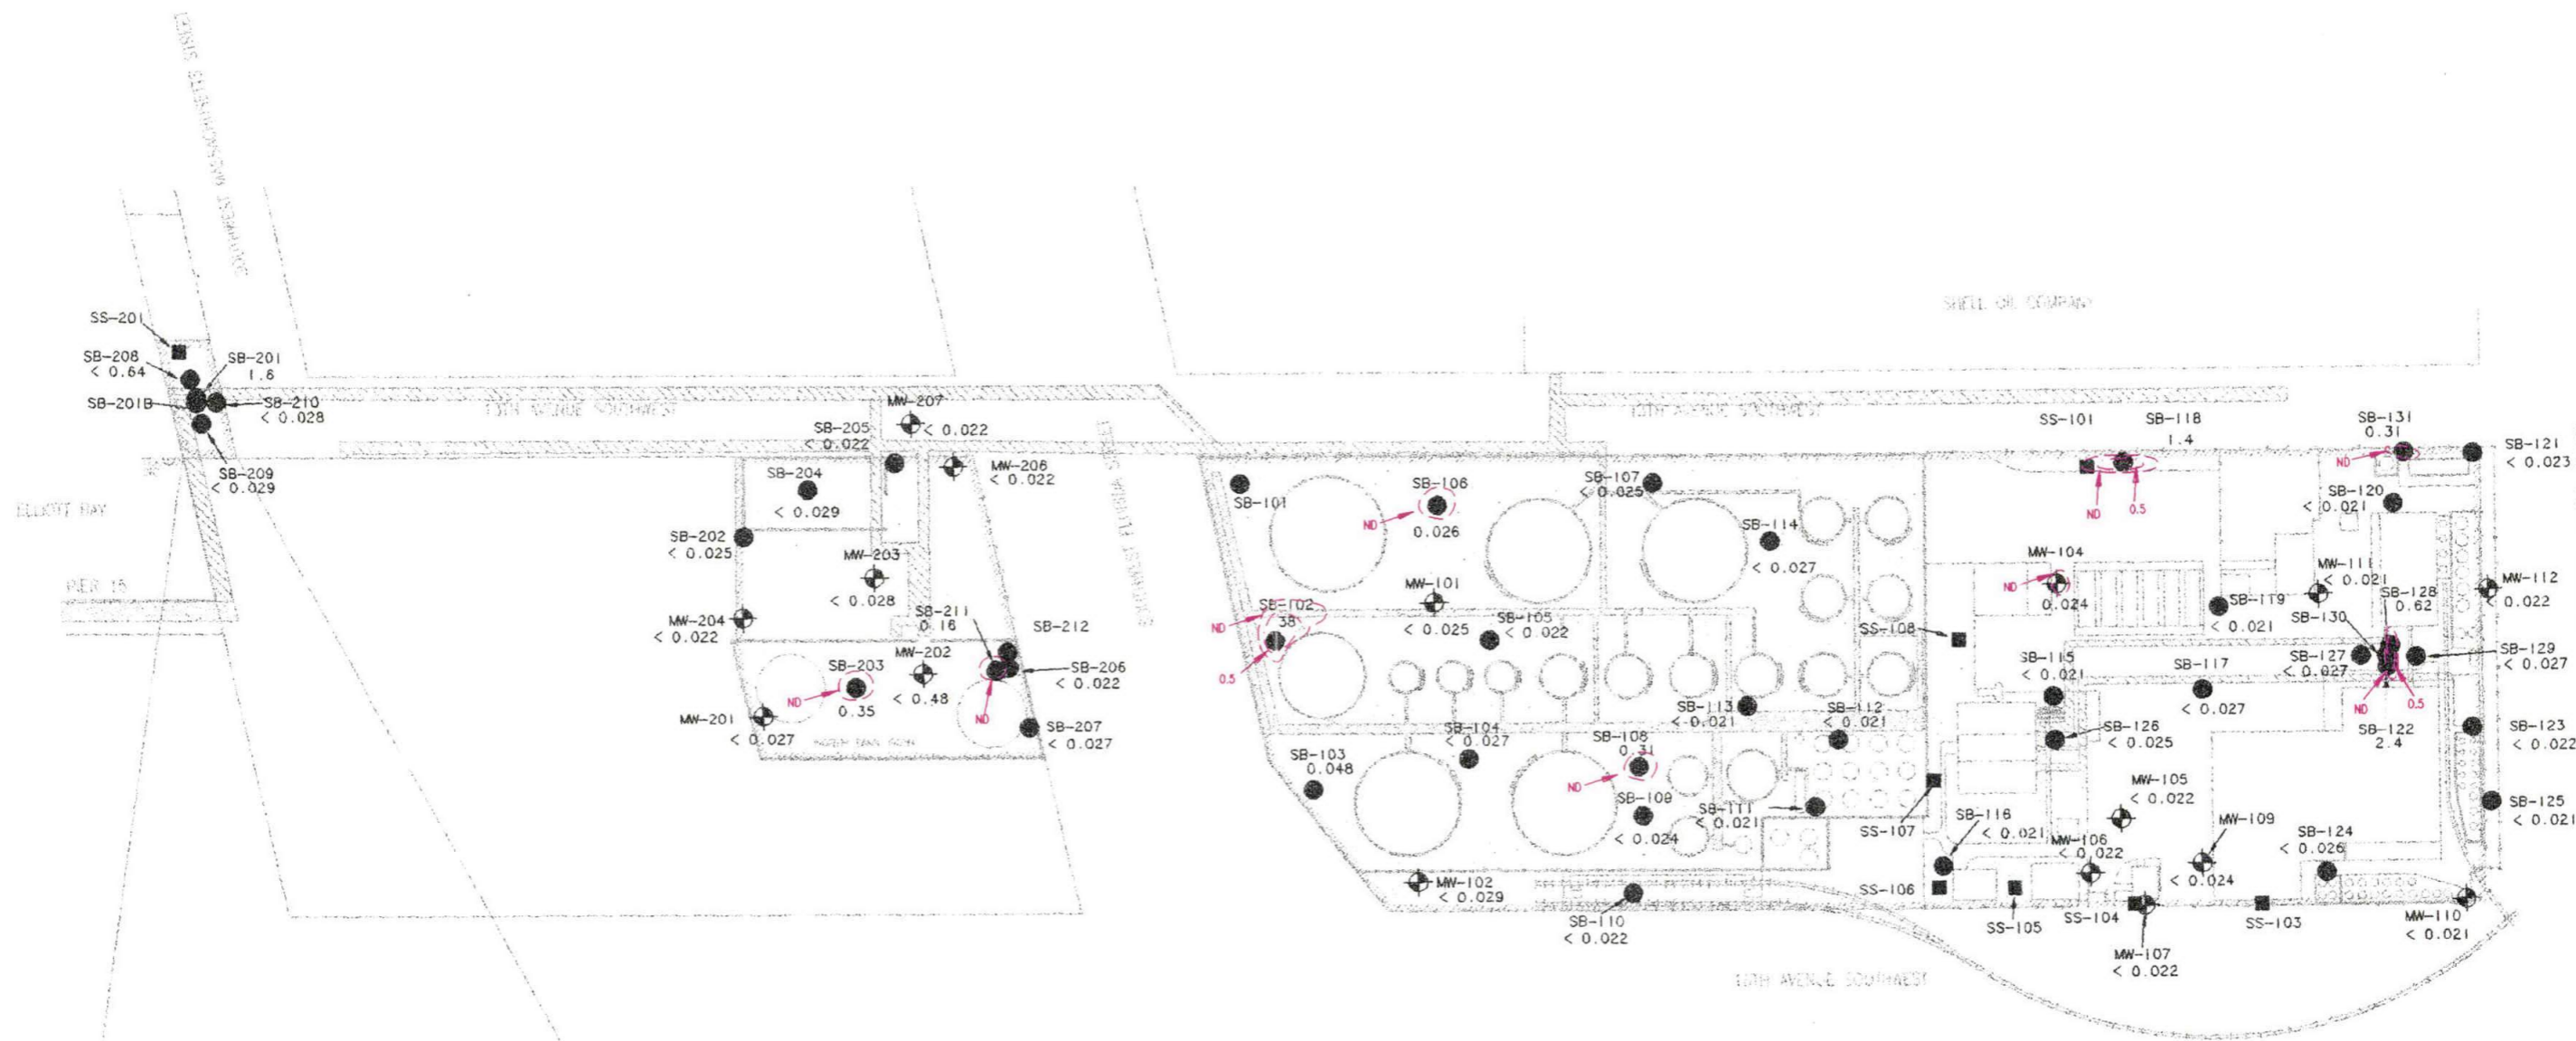 SHELL OIL COMPANY
SS-201
SB-208
< 0.64
SB-201
1.6
SB-201B
SB-210
< 0.028
SB-209
< 0.029
13TH AVENUE SOUTHWEST
MW-207
< 0.022
SB-205
< 0.022
MW-206
< 0.022
SB-204
< 0.029
SB-202
< 0.025
MW-203
< 0.028
MW-204
< 0.022
SB-211
0.16
SB-212
SB-206
< 0.022
MW-202
< 0.48
SB-203
ND
0.35
ND
MW-201
< 0.027
SB-207
< 0.027
ELLIOTT BAY
PIER 15
13TH AVENUE SOUTHWEST
SB-101
SB-106
ND
0.026
SB-107
< 0.025
SB-114
< 0.027
MW-101
< 0.025
SB-102
38
ND
0.5
SB-105
< 0.022
SB-104
< 0.027
SB-103
0.048
SB-108
0.31
ND
SB-109
< 0.024
SB-113
< 0.021
SB-112
< 0.021
SB-111
< 0.021
MW-102
< 0.029
SB-110
< 0.022
SS-101
SB-118
1.4
ND
0.5
SB-131
0.31
ND
SB-121
< 0.023
SB-120
< 0.021
MW-104
ND
0.024
MW-111
< 0.021
MW-112
< 0.022
SB-128
0.62
SB-119
< 0.021
SB-130
SS-108
SB-115
< 0.021
SB-117
< 0.027
SB-127
< 0.027
SB-129
< 0.027
ND
0.5
SB-122
2.4
SB-126
< 0.025
SB-123
< 0.022
MW-105
< 0.022
SS-107
SB-116
< 0.021
MW-106
< 0.022
MW-109
< 0.024
SB-124
< 0.026
SB-125
< 0.021
SS-106
SS-105
SS-104
SS-103
MW-107
< 0.022
MW-110
< 0.021
11TH AVENUE SOUTHWEST